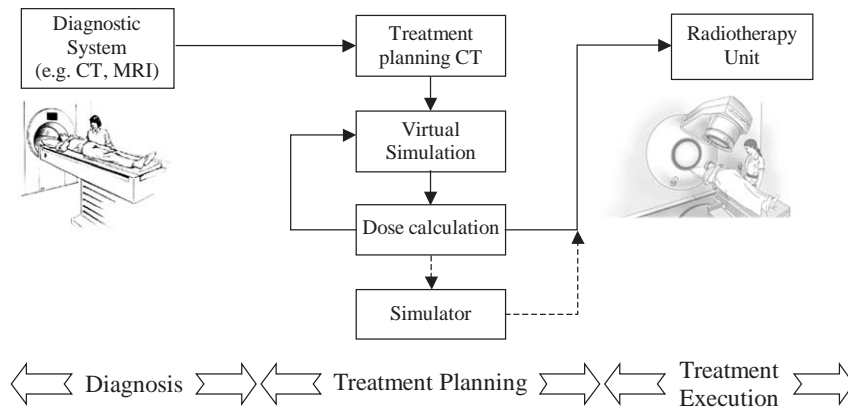 Diagnostic
System
(e.g. CT, MRI)
Treatment
planning CT
Radiotherapy
Unit
Virtual
Simulation
Dose calculation
Simulator
Diagnosis
Treatment Planning
Treatment
Execution